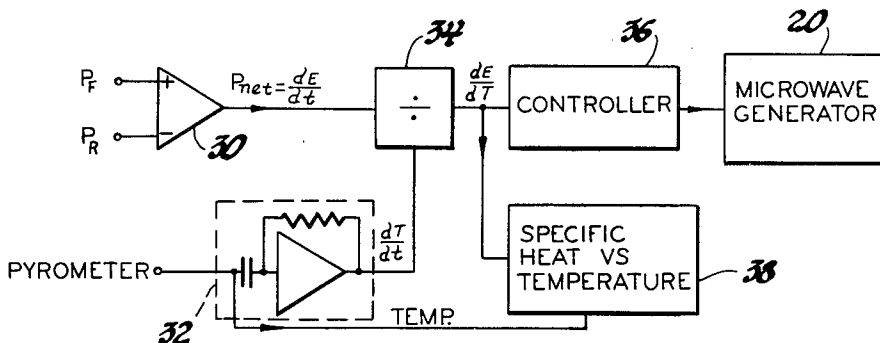 34
36
20
P_F
+
P_net = dE/dt
÷
dE/dT
CONTROLLER
MICROWAVE
GENERATOR
P_R
−
30
dT/dt
SPECIFIC
HEAT VS
TEMPERATURE
38
PYROMETER
32
TEMP.